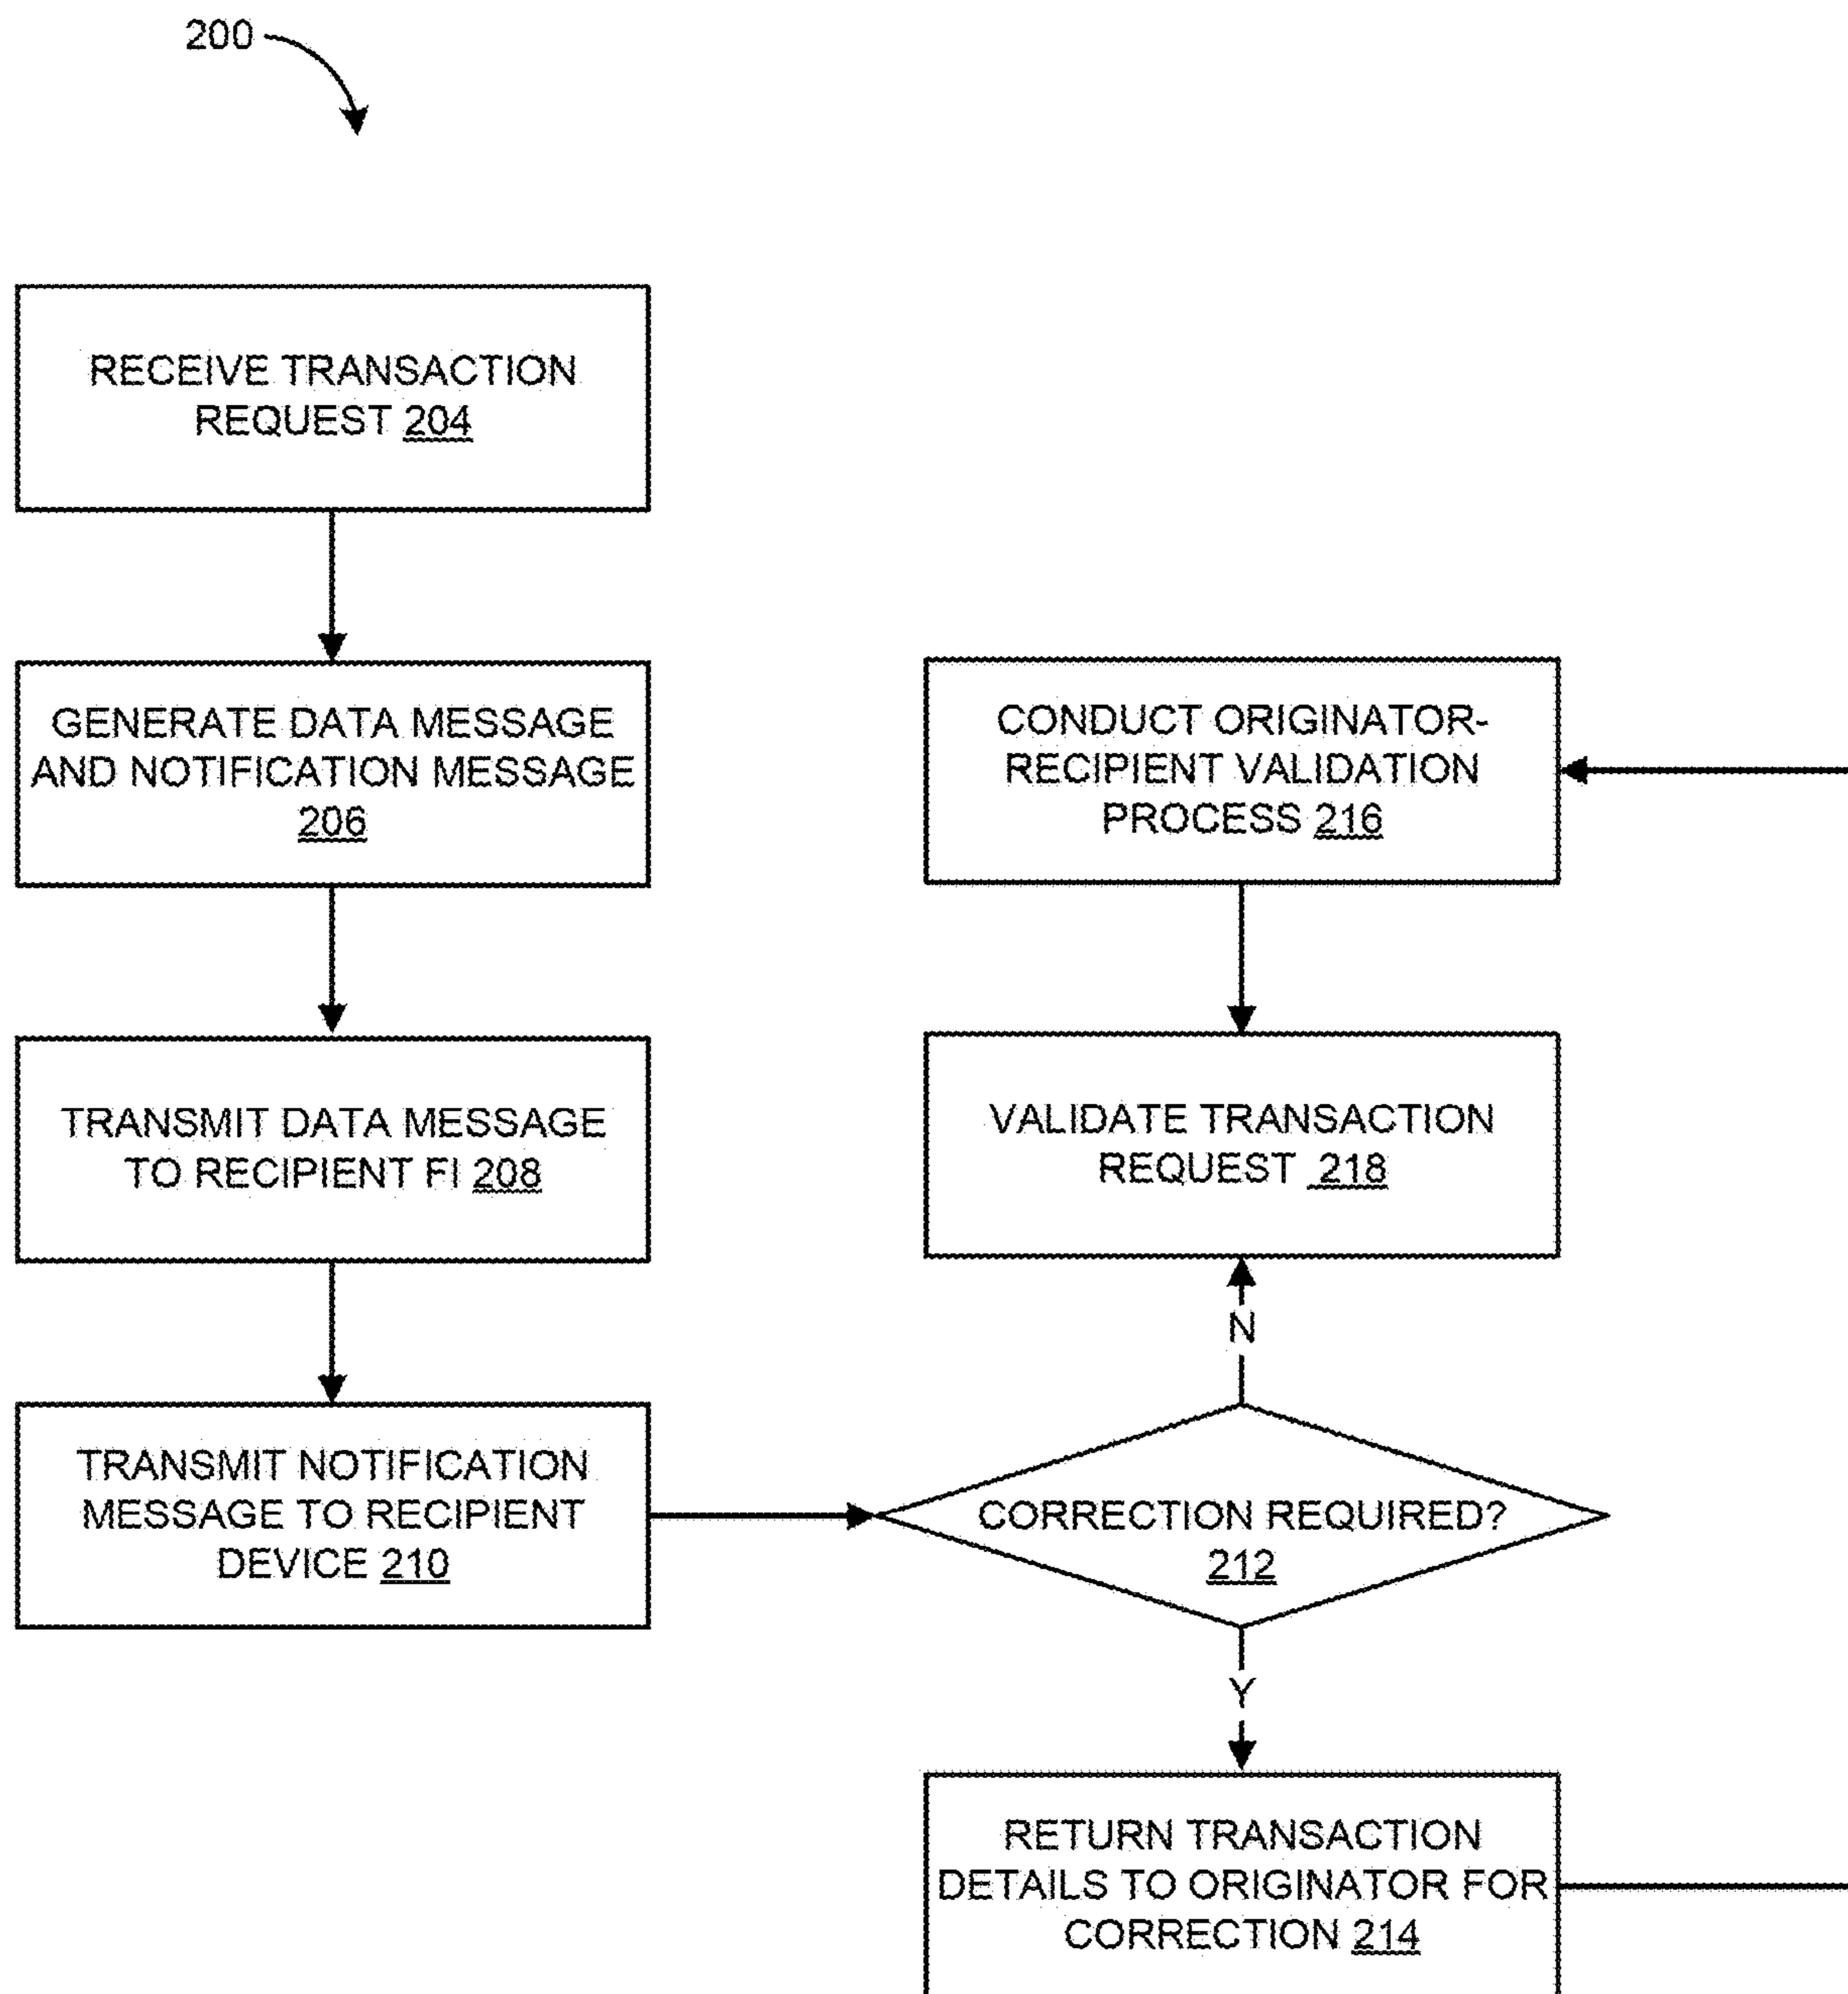 200
RECEIVE TRANSACTION
REQUEST 204
GENERATE DATA MESSAGE
AND NOTIFICATION MESSAGE
206
TRANSMIT DATA MESSAGE
TO RECIPIENT FI 208
TRANSMIT NOTIFICATION
MESSAGE TO RECIPIENT
DEVICE 210
CONDUCT ORIGINATOR-
RECIPIENT VALIDATION
PROCESS 216
VALIDATE TRANSACTION
REQUEST 218
N
CORRECTION REQUIRED?
212
Y
RETURN TRANSACTION
DETAILS TO ORIGINATOR FOR
CORRECTION 214